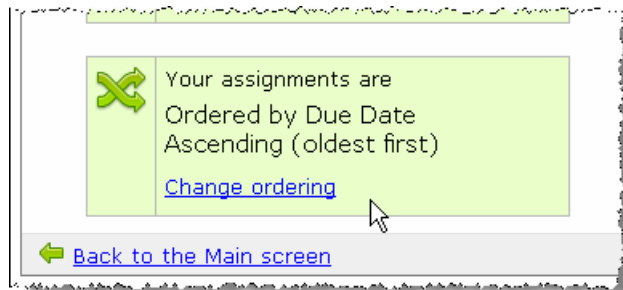 Your assignments are
Ordered by Due Date
Ascending (oldest first)
Change ordering
Back to the Main screen